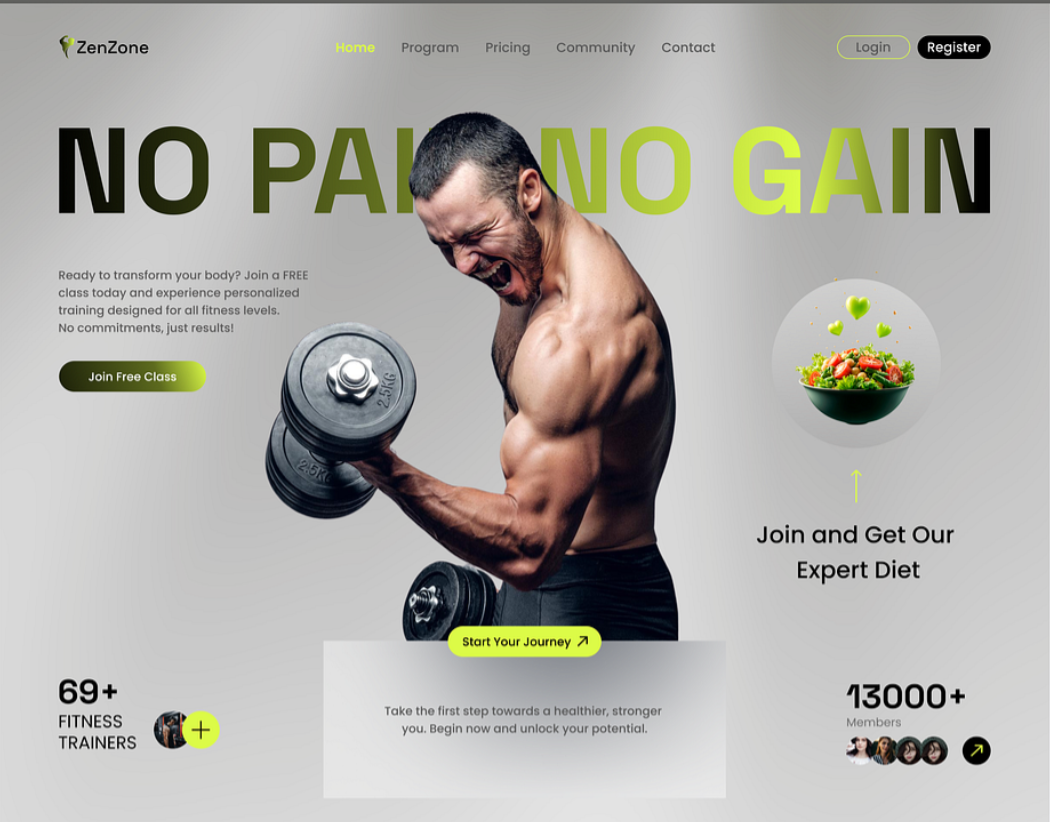 ZenZone
Home Program Pricing Community Contact
Login Register
NO PAI NO GAIN
Ready to transform your body? Join a FREE
class today and experience personalized
training designed for all fitness levels.
No commitments, just results!
Join Free Class
2.5KG
2.5KG
Join and Get Our
Expert Diet
Start Your Journey
Take the first step towards a healthier, stronger
you. Begin now and unlock your potential.
69+
FITNESS
TRAINERS
13000+
Members